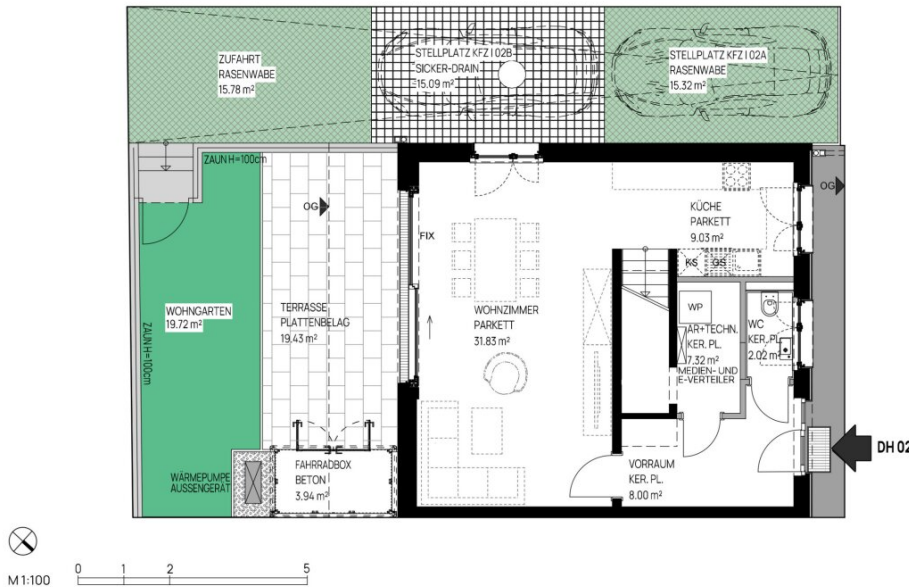 ZUFAHRT
RASENWABE
15.78 m²
STELLPLATZ KFZ I 02B
SICKER-DRAIN
15.09 m²
STELLPLATZ KFZ I 02A
RASENWABE
15.32 m²
ZAUN H=100cm
OG
OG
KÜCHE
PARKETT
9.03 m²
FIX
KS
GS
WOHNGARTEN
19.72 m²
TERRASSE
PLATTENBELAG
19.43 m²
WOHNZIMMER
PARKETT
31.83 m²
WP
AR+TECHN.
KER. PL.
7.32 m²
MEDIEN- UND
E-VERTEILER
WC
KER. PL.
2.02 m²
ZAUN H=100cm
DH 02
WÄRMEPUMPE
AUSSENGERÄT
FAHRRADBOX
BETON
3.94 m²
VORRAUM
KER. PL.
8.00 m²
M 1:100
0 1 2 5